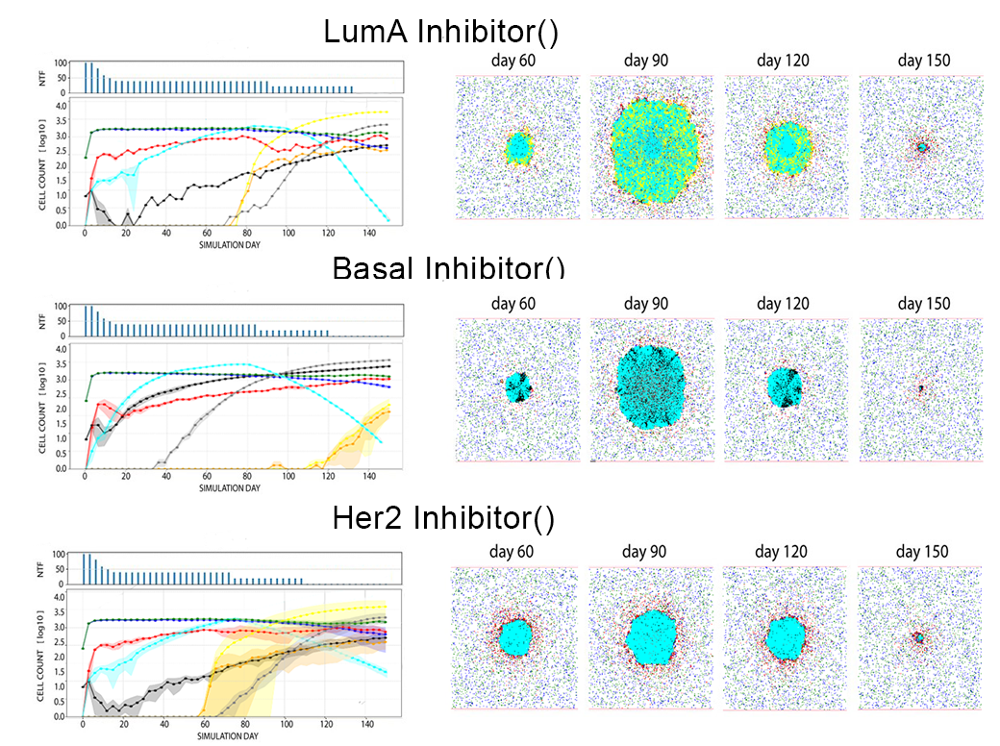 LumA Inhibitor()
day 60 day 90 day 120 day 150
100
50
0
NTF
4.0
3.5
3.0
2.5
2.0
1.5
1.0
0.5
0.0
CELL COUNT [ log10 ]
0 20 40 60 80 100 120 140
SIMULATION DAY
Basal Inhibitor()
day 60 day 90 day 120 day 150
100
50
0
NTF
4.0
3.5
3.0
2.5
2.0
1.5
1.0
0.5
0.0
CELL COUNT [ log10 ]
0 20 40 60 80 100 120 140
SIMULATION DAY
Her2 Inhibitor()
day 60 day 90 day 120 day 150
100
50
0
NTF
4.0
3.5
3.0
2.5
2.0
1.5
1.0
0.5
0.0
CELL COUNT [ log10 ]
0 20 40 60 80 100 120 140
SIMULATION DAY